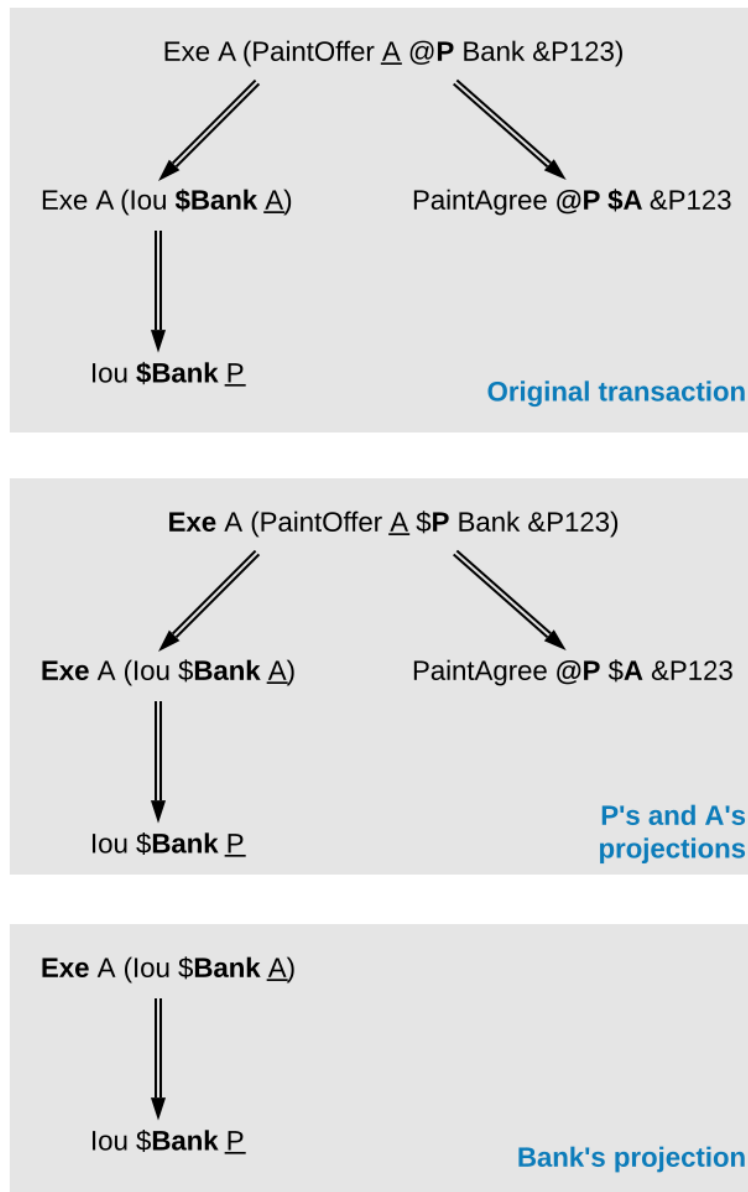 Exe A (PaintOffer A @P Bank &P123)
Exe A (Iou $Bank A)
PaintAgree @P $A &P123
Iou $Bank P
Original transaction
Exe A (PaintOffer A $P Bank &P123)
Exe A (Iou $Bank A)
PaintAgree @P $A &P123
Iou $Bank P
P's and A's
projections
Exe A (Iou $Bank A)
Iou $Bank P
Bank's projection